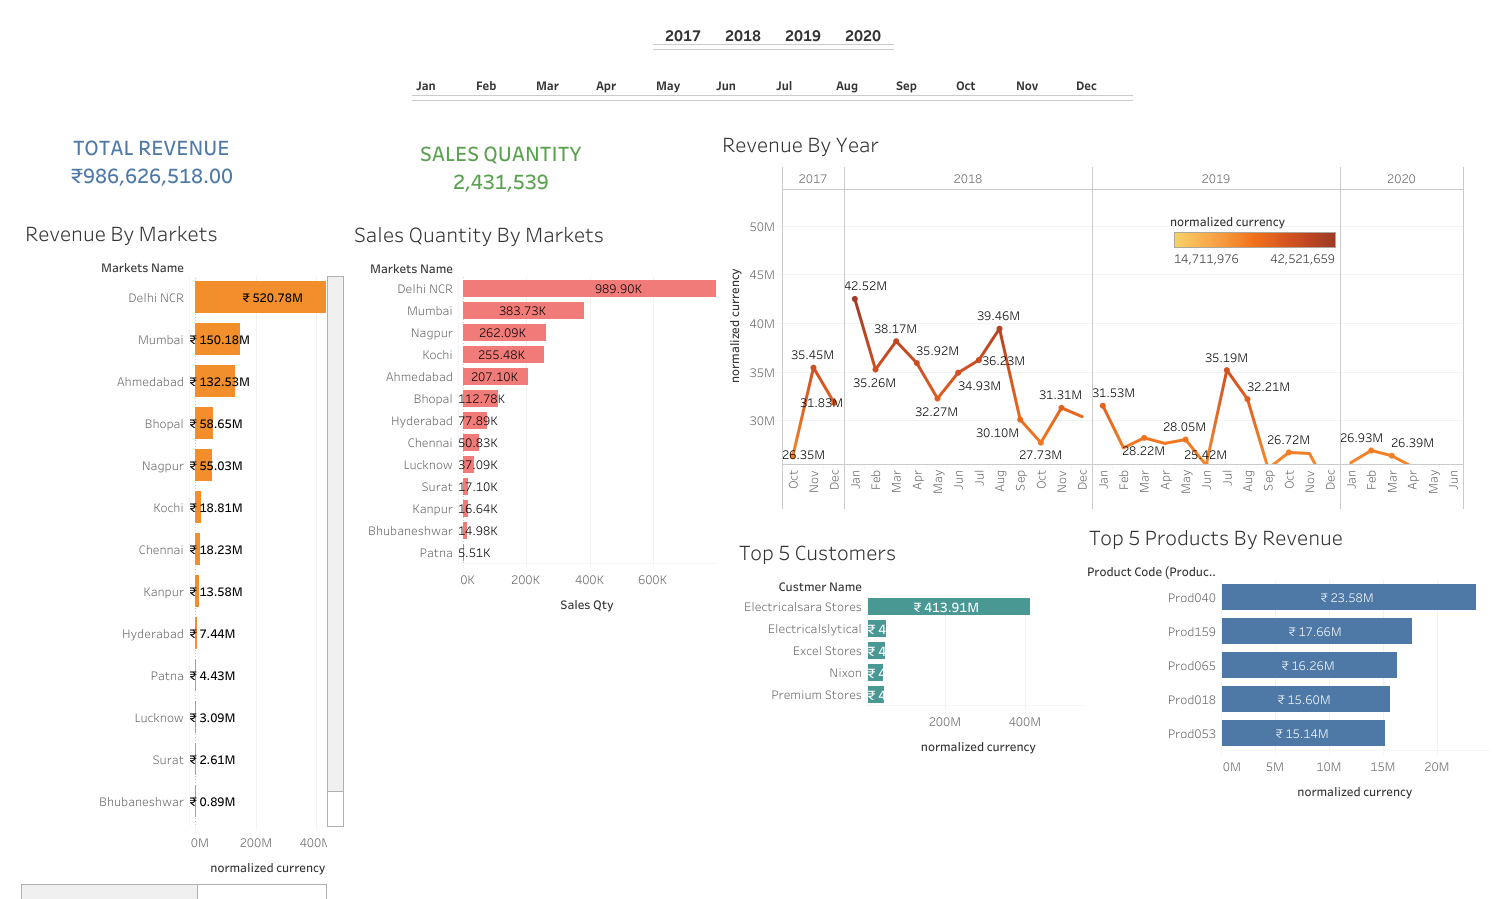 2017 2018 2019 2020
Jan Feb Mar Apr May Jun Jul Aug Sep Oct Nov Dec
TOTAL REVENUE
₹986,626,518.00
SALES QUANTITY
2,431,539
Revenue By Markets
Markets Name
Delhi NCR ₹ 520.78M
Mumbai ₹ 150.18M
Ahmedabad ₹ 132.53M
Bhopal ₹ 58.65M
Nagpur ₹ 55.03M
Kochi ₹ 18.81M
Chennai ₹ 18.23M
Kanpur ₹ 13.58M
Hyderabad ₹ 7.44M
Patna ₹ 4.43M
Lucknow ₹ 3.09M
Surat ₹ 2.61M
Bhubaneshwar ₹ 0.89M
0M 200M 400M
normalized currency
Sales Quantity By Markets
Markets Name
Delhi NCR 989.90K
Mumbai 383.73K
Nagpur 262.09K
Kochi 255.48K
Ahmedabad 207.10K
Bhopal 112.78K
Hyderabad 77.89K
Chennai 50.83K
Lucknow 37.09K
Surat 17.10K
Kanpur 16.64K
Bhubaneshwar 14.98K
Patna 5.51K
0K 200K 400K 600K
Sales Qty
Revenue By Year
2017 2018 2019 2020
normalized currency
14,711,976 42,521,659
normalized currency
50M
45M
40M
35M
30M
26.35M 35.45M 31.83M
42.52M 35.26M 38.17M 35.92M 32.27M 34.93M 36.23M 39.46M 30.10M 27.73M 31.31M
31.53M 28.22M 28.05M 25.42M 35.19M 32.21M 26.72M
26.93M 26.39M
Oct Nov Dec Jan Feb Mar Apr May Jun Jul Aug Sep Oct Nov Dec Jan Feb Mar Apr May Jun Jul Aug Sep Oct Nov Dec Jan Feb Mar Apr May Jun
Top 5 Customers
Custmer Name
Electricalsara Stores ₹ 413.91M
Electricalslytical ₹ 4
Excel Stores ₹ 4
Nixon ₹ 4
Premium Stores ₹ 4
200M 400M
normalized currency
Top 5 Products By Revenue
Product Code (Produc..
Prod040 ₹ 23.58M
Prod159 ₹ 17.66M
Prod065 ₹ 16.26M
Prod018 ₹ 15.60M
Prod053 ₹ 15.14M
0M 5M 10M 15M 20M
normalized currency